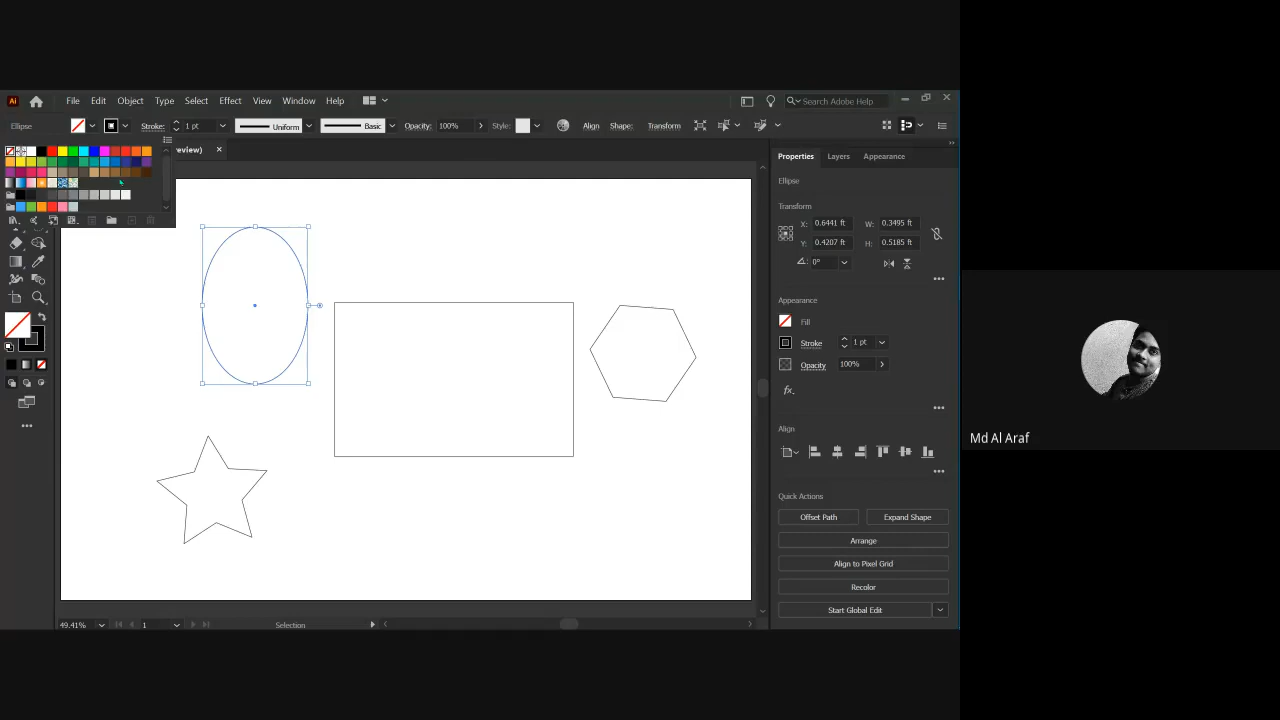 Ai File Edit Object Type Select Effect View Window Help Search Adobe Help
Ellipse Stroke: 1 pt Uniform Basic Opacity: 100% Style: Align Shape: Transform
Properties Layers Appearance
Ellipse
Transform
X: 0.6441 ft W: 0.3495 ft
Y: 0.4207 ft H: 0.5185 ft
0°
Appearance
Fill
Stroke 1 pt
Opacity 100%
fx.
Align
Quick Actions
Offset Path Expand Shape
Arrange
Align to Pixel Grid
Recolor
Start Global Edit
49.41% 1 Selection
Md Al Araf